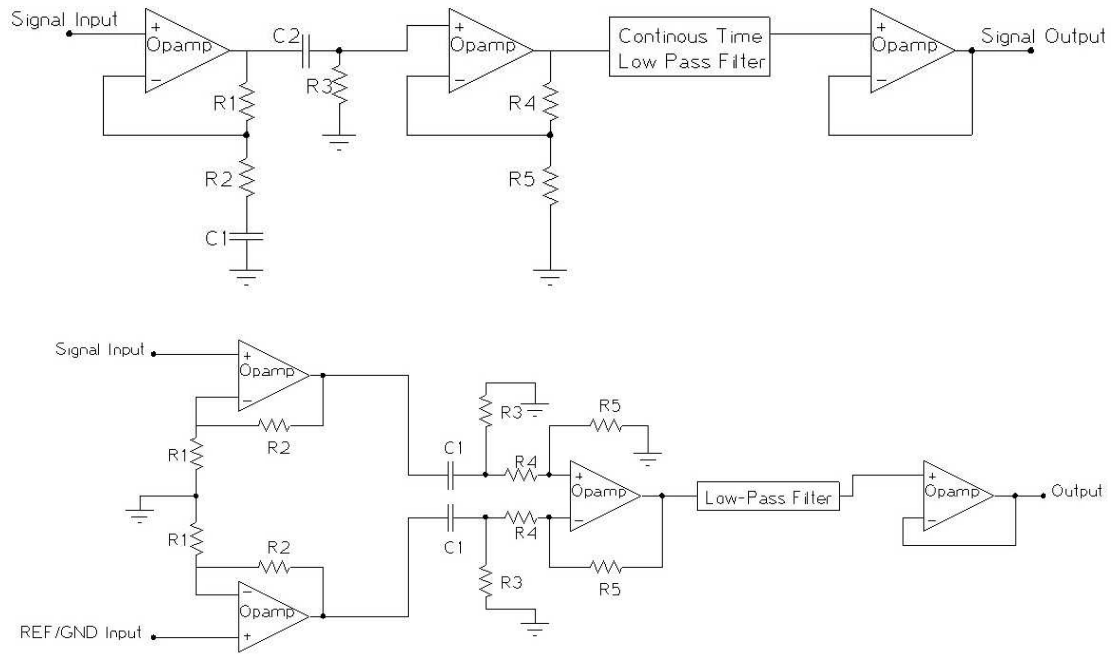 Signal Input
+
Opamp
−
R1
R2
C1
C2
R3
+
Opamp
−
R4
R5
Continous Time
Low Pass Filter
+
Opamp
−
Signal Output
Signal Input
+
Opamp
−
R2
R1
R1
R2
−
Opamp
+
REF/GND Input
C1
R3
R4
R5
C1
R4
R3
+
Opamp
−
R5
Low-Pass Filter
+
Opamp
−
Output